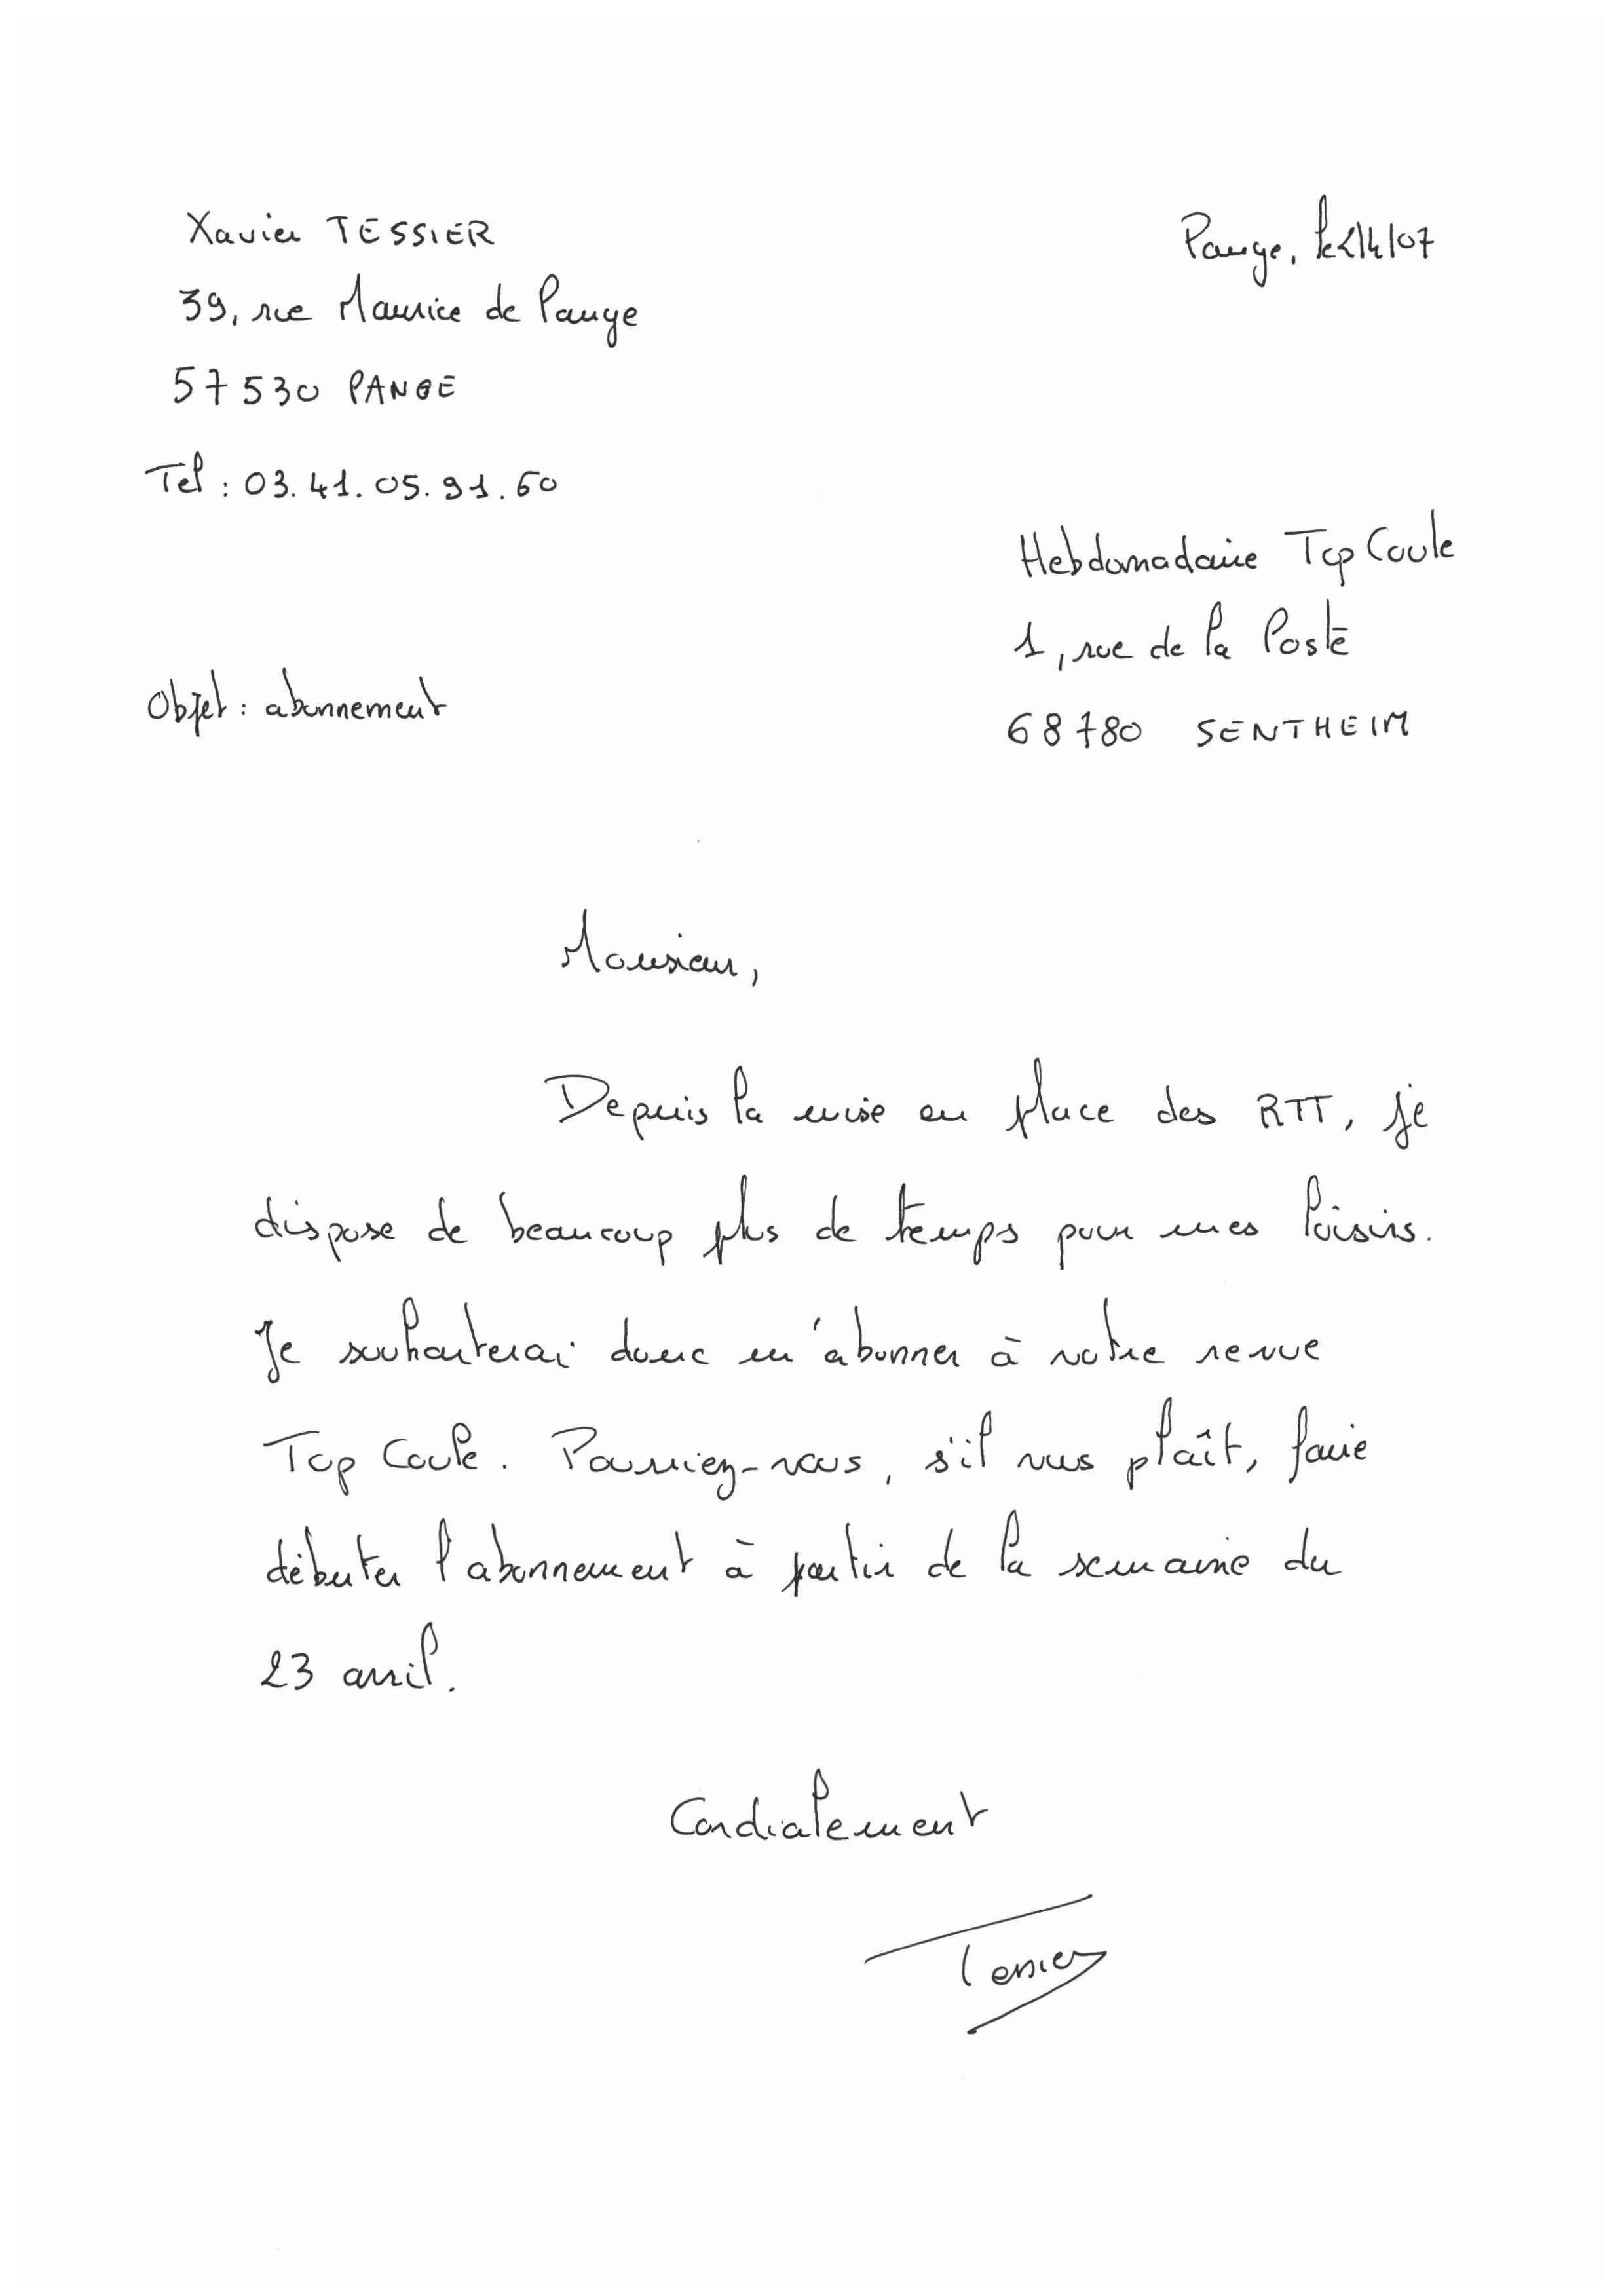 Xavier TESSIER
Pange, le 2/4/07
39, rue Maurice de Pange
57530 PANGE
Tel : 03.41.05.91.60
Hebdomadaire Top Coule
1, rue de la Poste
68780 SENTHEIM
Objet : abonnement
Monsieur,
Depuis la mise en place des RTT, je
dispose de beaucoup plus de temps pour mes loisirs.
Je souhaiterai donc m'abonner à votre revue
Top Coule. Pourriez-vous, s'il vous plaît, faire
débuter l'abonnement à partir de la semaine du
23 avril.
Cordialement
Tessier